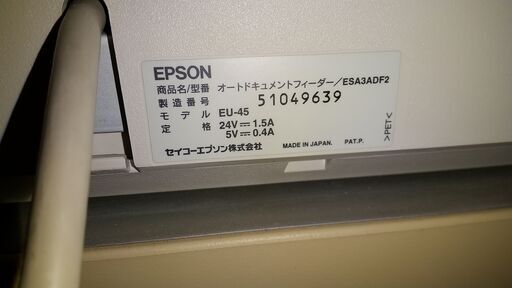 EPSON
商品名/型番 オートドキュメントフィーダー/ESA3ADF2
製造番号 51049639
モデル EU-45
定格 24V⎓1.5A
5V⎓0.4A
セイコーエプソン株式会社 MADE IN JAPAN. PAT.P.
>PET<